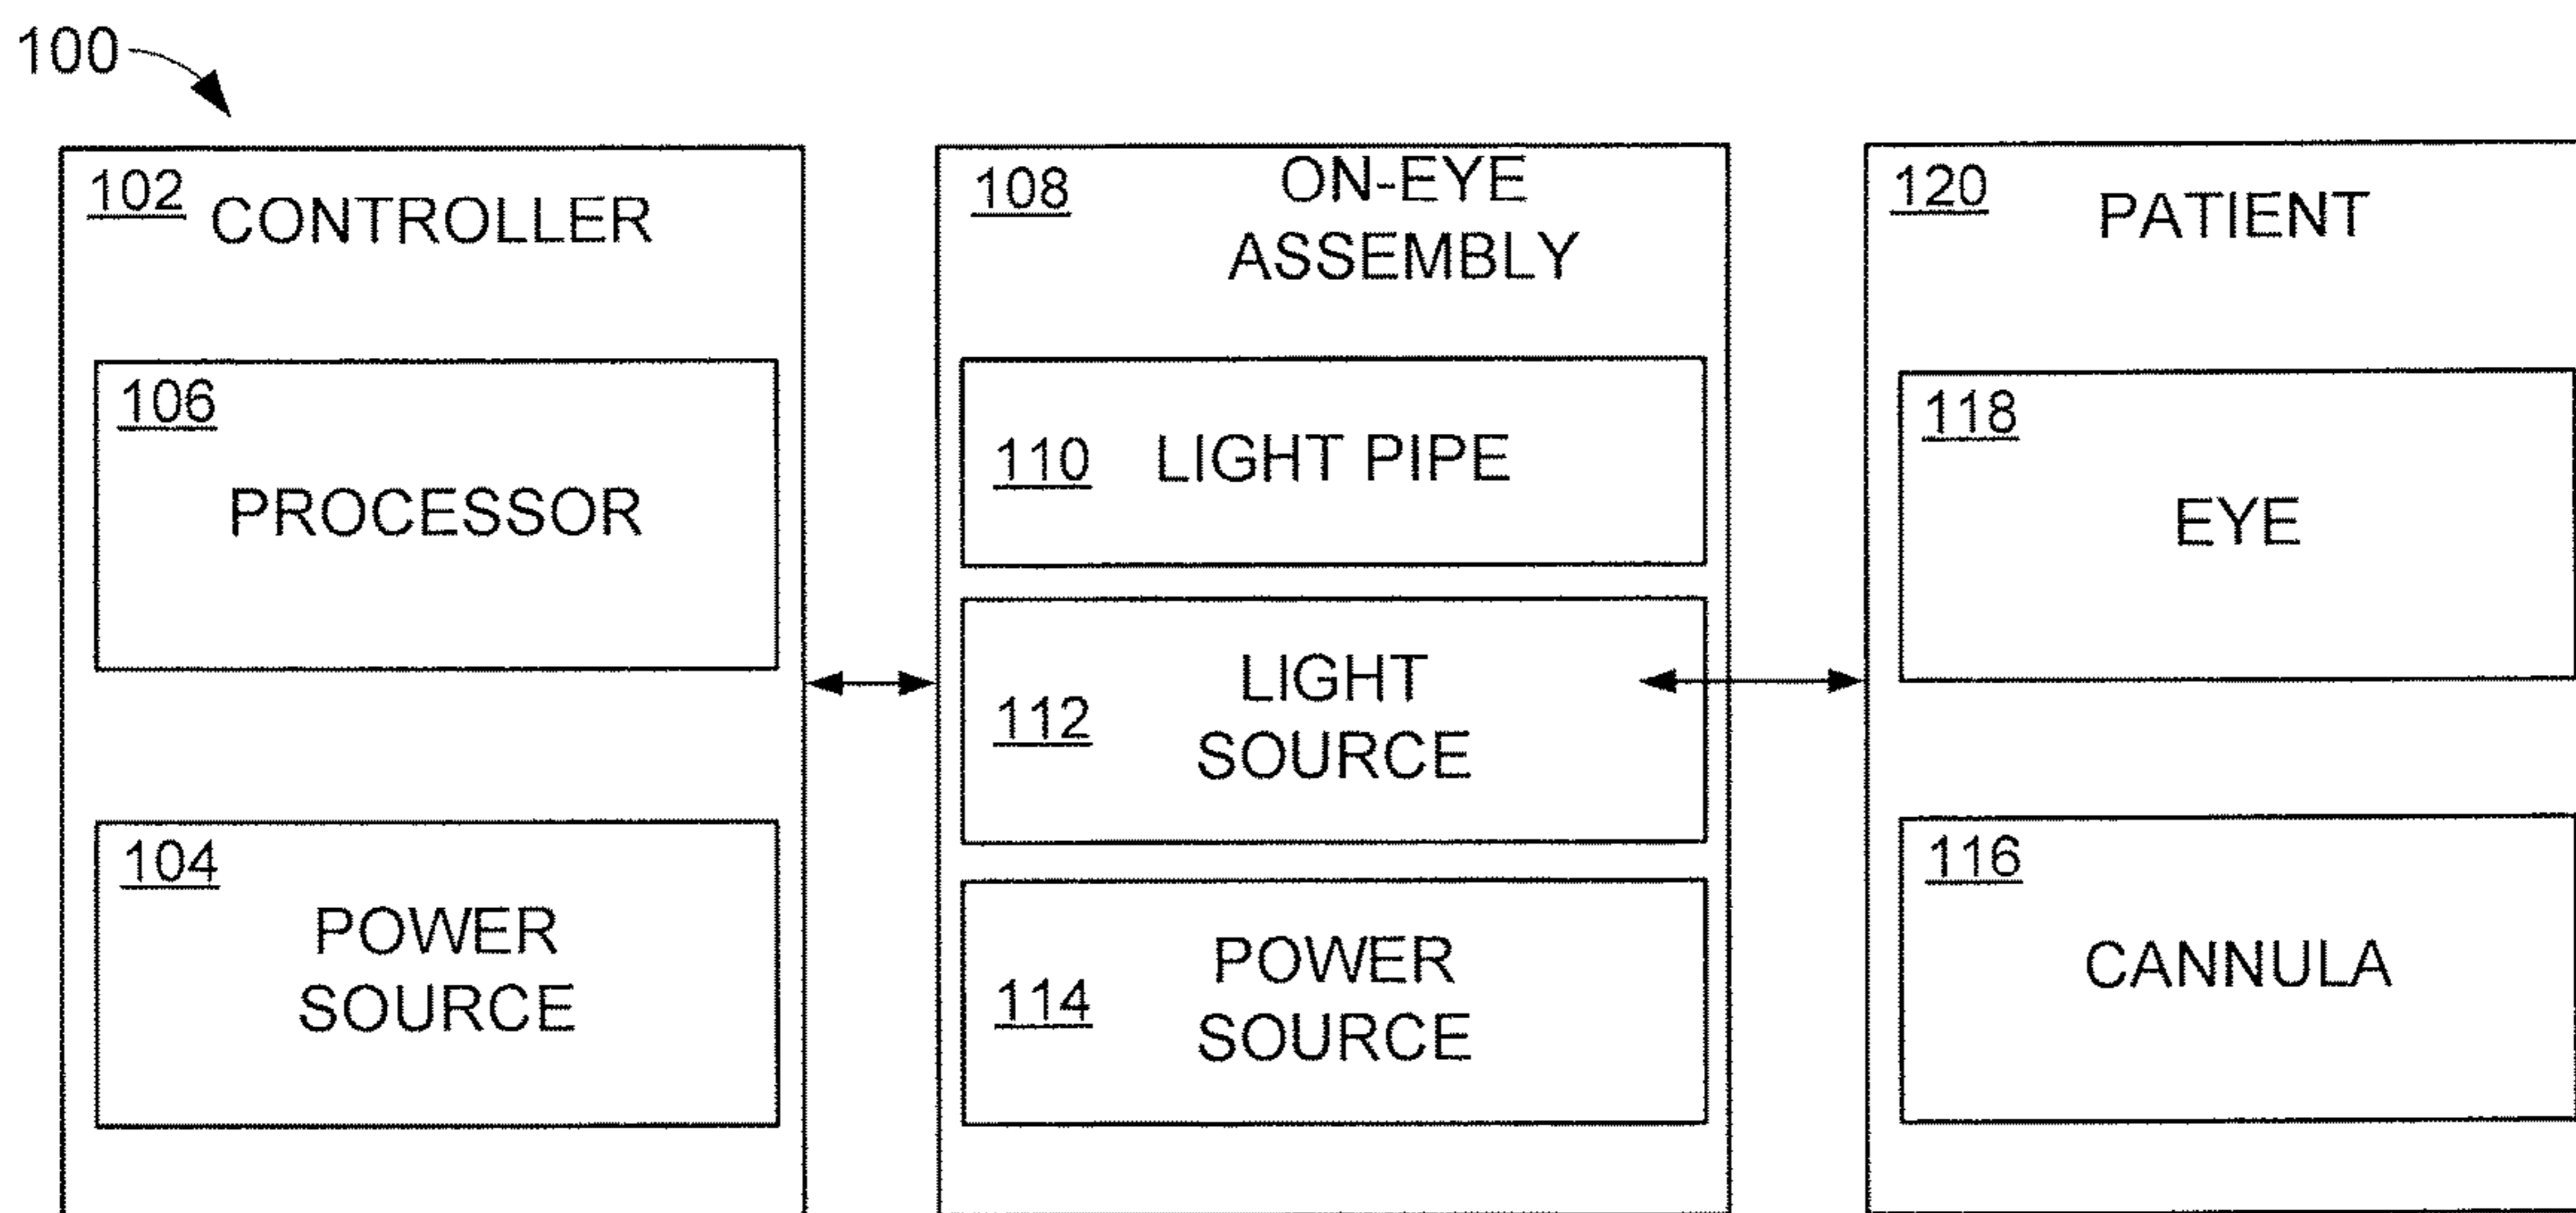 100
102
CONTROLLER
106
PROCESSOR
104
POWER
SOURCE
108
ON-EYE
ASSEMBLY
110 LIGHT PIPE
112
LIGHT
SOURCE
114
POWER
SOURCE
120
PATIENT
118
EYE
116
CANNULA